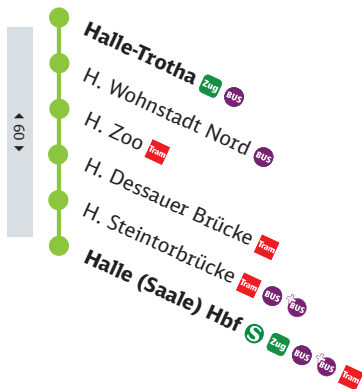 Halle-Trotha Zug BUS
H. Wohnstadt Nord BUS
60
H. Zoo Tram
H. Dessauer Brücke Tram
H. Steintorbrücke Tram BUS +BUS
Halle (Saale) Hbf S Zug BUS +BUS Tram